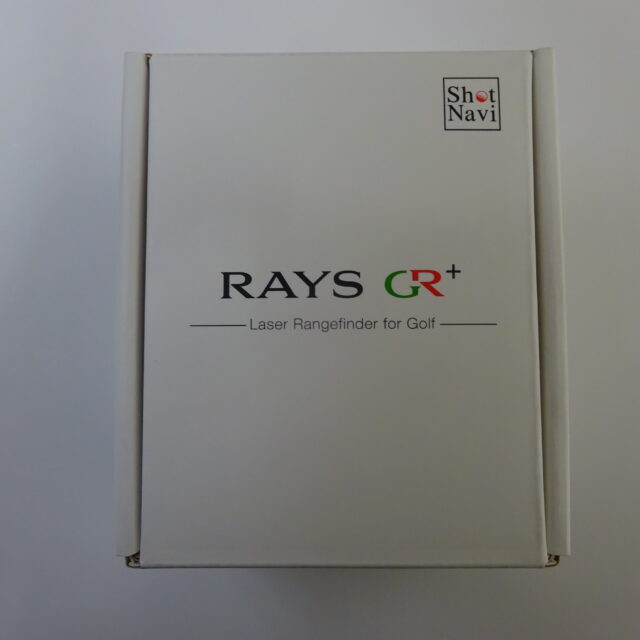 Shot
Navi
RAYS GR+
Laser Rangefinder for Golf